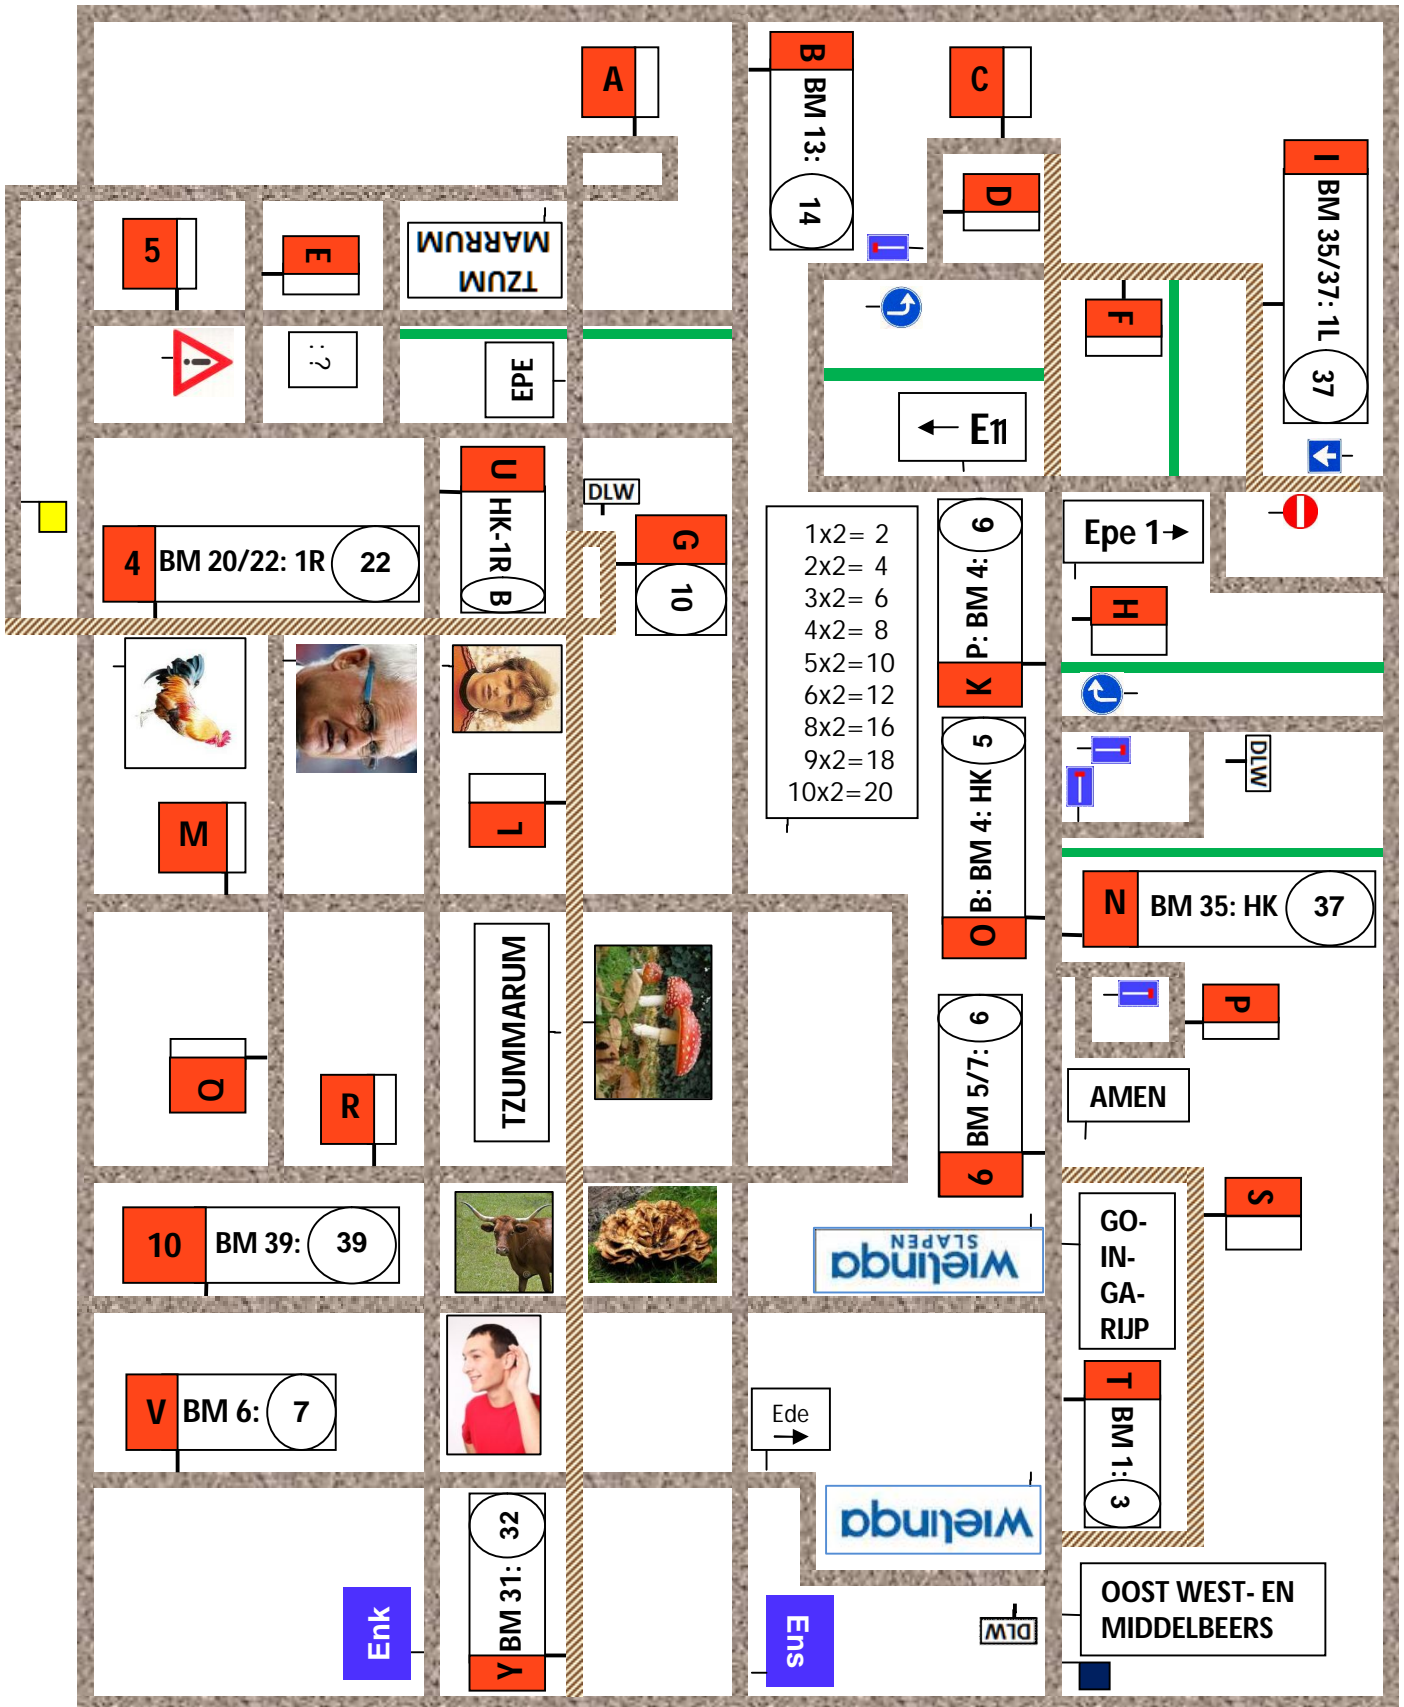 A
B BM 13: 14
C
D
I BM 35/37: 1L 37
5
E
TZUM
MARRUM
F
: ?
EPE
← E11
U HK-1R B
DLW
G 10
4 BM 20/22: 1R 22
1x2= 2
2x2= 4
3x2= 6
4x2= 8
5x2=10
6x2=12
8x2=16
9x2=18
10x2=20
K P: BM 4: 6
Epe 1→
H
L
M
O B: BM 4: HK 5
DLW
N BM 35: HK 37
TZUMMARUM
P
Q
R
6 BM 5/7: 6
AMEN
10 BM 39: 39
Wielinga
SLAPEN
GO-
IN-
GA-
RIJP
S
V BM 6: 7
Ede
→
T BM 1: 3
Y BM 31: 32
Wielinga
Enk
Ens
DLW
OOST WEST- EN
MIDDELBEERS